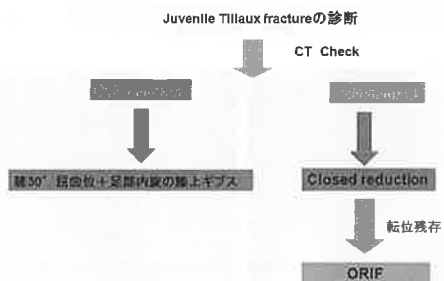 Juvenile Tillaux fractureの診断
CT Check
膝30°屈曲位＋足部内旋の膝上ギプス
Closed reduction
転位残存
ORIF